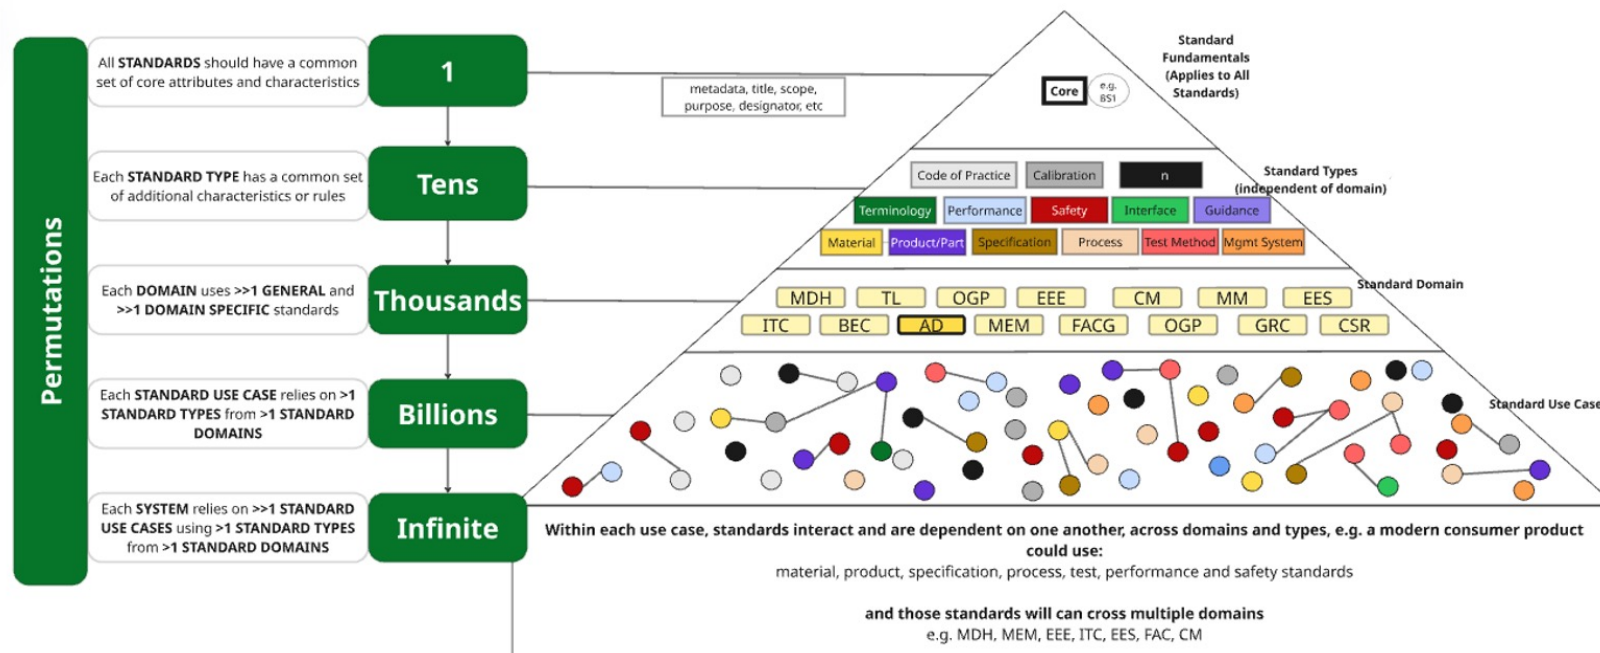 Permutations
All STANDARDS should have a common
set of core attributes and characteristics
1
metadata, title, scope,
purpose, designator, etc
Core
e.g.
BS1
Standard
Fundamentals
(Applies to All
Standards)
Each STANDARD TYPE has a common set
of additional characteristics or rules
Tens
Code of Practice
Calibration
n
Standard Types
(independent of domain)
Terminology
Performance
Safety
Interface
Guidance
Material
Product/Part
Specification
Process
Test Method
Mgmt System
Each DOMAIN uses >>1 GENERAL and
>>1 DOMAIN SPECIFIC standards
Thousands
Standard Domain
MDH
TL
OGP
EEE
CM
MM
EES
ITC
BEC
AD
MEM
FACG
OGP
GRC
CSR
Each STANDARD USE CASE relies on >1
STANDARD TYPES from >1 STANDARD
DOMAINS
Billions
Standard Use Case
Each SYSTEM relies on >>1 STANDARD
USE CASES using >1 STANDARD TYPES
from >1 STANDARD DOMAINS
Infinite
Within each use case, standards interact and are dependent on one another, across domains and types, e.g. a modern consumer product
could use:
material, product, specification, process, test, performance and safety standards
and those standards will can cross multiple domains
e.g. MDH, MEM, EEE, ITC, EES, FAC, CM